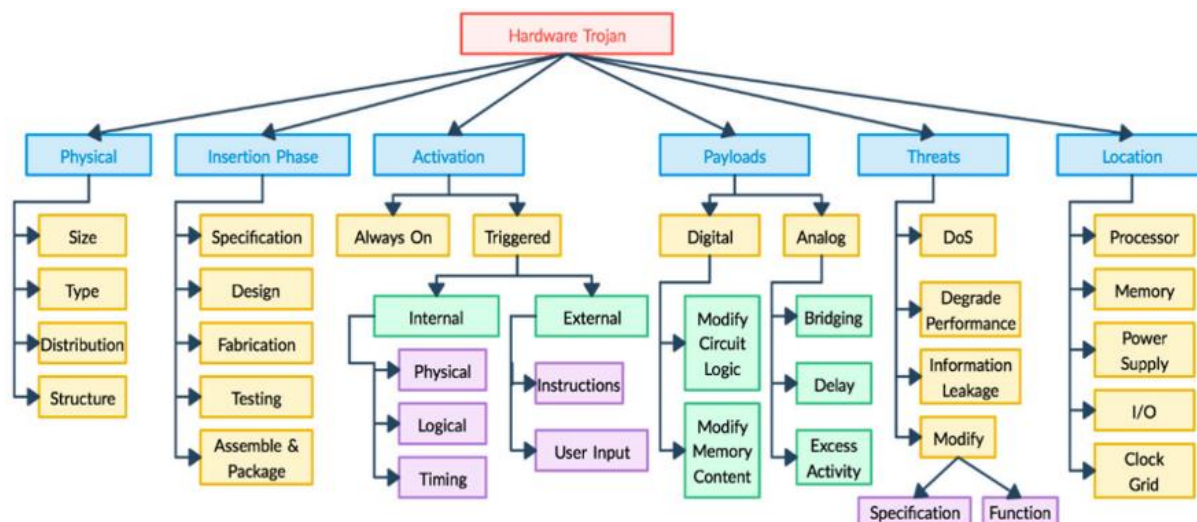 Hardware Trojan
Physical
Insertion Phase
Activation
Payloads
Threats
Location
Size
Type
Distribution
Structure
Specification
Design
Fabrication
Testing
Assemble &
Package
Always On
Triggered
Internal
External
Physical
Logical
Timing
Instructions
User Input
Digital
Analog
Modify
Circuit
Logic
Modify
Memory
Content
Bridging
Delay
Excess
Activity
DoS
Degrade
Performance
Information
Leakage
Modify
Specification
Function
Processor
Memory
Power
Supply
I/O
Clock
Grid